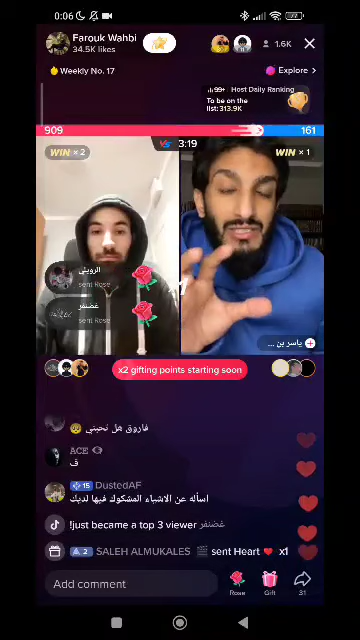 0:06
Farouk Wahbi
34.5K likes
1.6K
Weekly No. 17
Explore >
99+ Host Daily Ranking
To be on the list:313.9K
909
161
WIN × 2
VS 3:19
WIN × 1
الرويني
sent Rose
غضنفر
sent Rose
ياسر بن ...
x2 gifting points starting soon
فاروق هل تحبني
ACE
ف
15 DustedAF
اسأله عن الاشياء المشكوك فيها لديك
!just became a top 3 viewer غضنفر
2 SALEH ALMUKALES sent Heart x1
Add comment
Rose
Gift
31